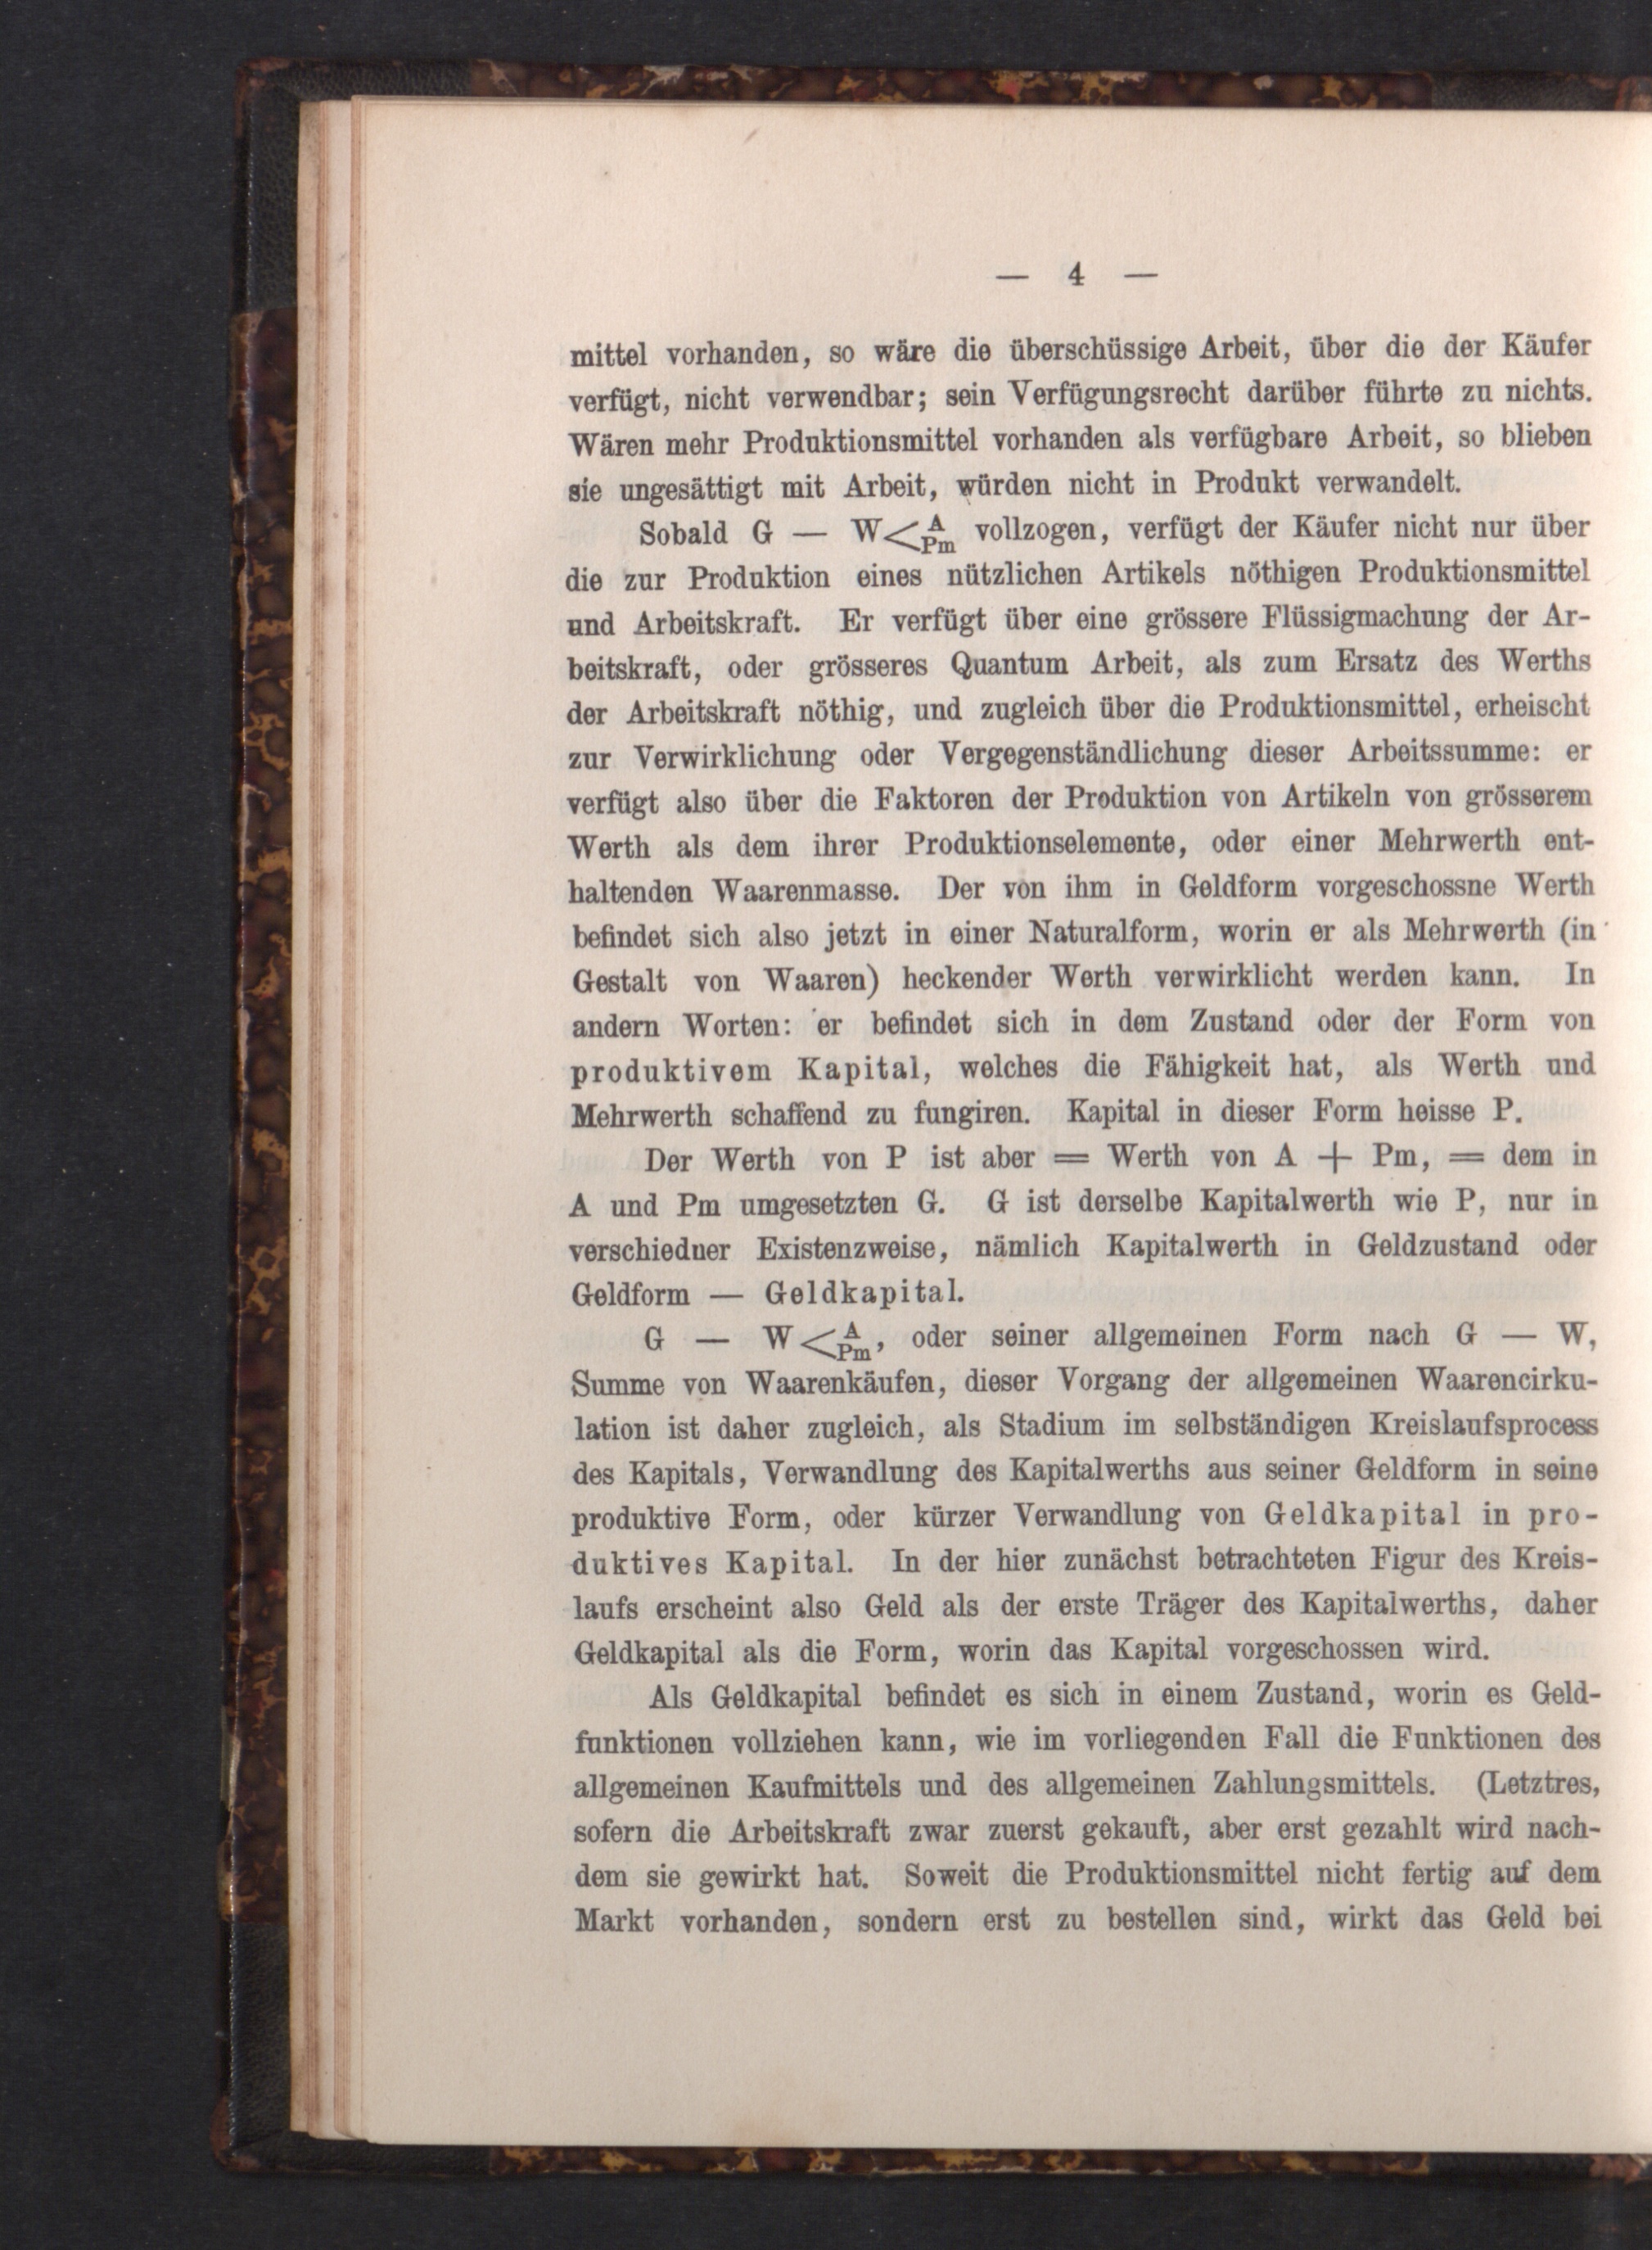 — 4 —
mittel vorhanden, so wäre die überschüssige Arbeit, über die der Käufer
verfügt, nicht verwendbar; sein Verfügungsrecht darüber führte zu nichts.
Wären mehr Produktionsmittel vorhanden als verfügbare Arbeit, so blieben
sie ungesättigt mit Arbeit, würden nicht in Produkt verwandelt.
Sobald G — W<A Pm vollzogen, verfügt der Käufer nicht nur über
die zur Produktion eines nützlichen Artikels nöthigen Produktionsmittel
und Arbeitskraft. Er verfügt über eine grössere Flüssigmachung der Ar-
beitskraft, oder grösseres Quantum Arbeit, als zum Ersatz des Werths
der Arbeitskraft nöthig, und zugleich über die Produktionsmittel, erheischt
zur Verwirklichung oder Vergegenständlichung dieser Arbeitssumme: er
verfügt also über die Faktoren der Produktion von Artikeln von grösserem
Werth als dem ihrer Produktionselemente, oder einer Mehrwerth ent-
haltenden Waarenmasse. Der von ihm in Geldform vorgeschossne Werth
befindet sich also jetzt in einer Naturalform, worin er als Mehrwerth (in
Gestalt von Waaren) heckender Werth verwirklicht werden kann. In
andern Worten: er befindet sich in dem Zustand oder der Form von
produktivem Kapital, welches die Fähigkeit hat, als Werth und
Mehrwerth schaffend zu fungiren. Kapital in dieser Form heisse P.
Der Werth von P ist aber = Werth von A + Pm, = dem in
A und Pm umgesetzten G. G ist derselbe Kapitalwerth wie P, nur in
verschiedner Existenzweise, nämlich Kapitalwerth in Geldzustand oder
Geldform — Geldkapital.
G — W<A Pm, oder seiner allgemeinen Form nach G — W,
Summe von Waarenkäufen, dieser Vorgang der allgemeinen Waarencirku-
lation ist daher zugleich, als Stadium im selbständigen Kreislaufsprocess
des Kapitals, Verwandlung des Kapitalwerths aus seiner Geldform in seine
produktive Form, oder kürzer Verwandlung von Geldkapital in pro-
duktives Kapital. In der hier zunächst betrachteten Figur des Kreis-
laufs erscheint also Geld als der erste Träger des Kapitalwerths, daher
Geldkapital als die Form, worin das Kapital vorgeschossen wird.
Als Geldkapital befindet es sich in einem Zustand, worin es Geld-
funktionen vollziehen kann, wie im vorliegenden Fall die Funktionen des
allgemeinen Kaufmittels und des allgemeinen Zahlungsmittels. (Letztres,
sofern die Arbeitskraft zwar zuerst gekauft, aber erst gezahlt wird nach-
dem sie gewirkt hat. Soweit die Produktionsmittel nicht fertig auf dem
Markt vorhanden, sondern erst zu bestellen sind, wirkt das Geld bei